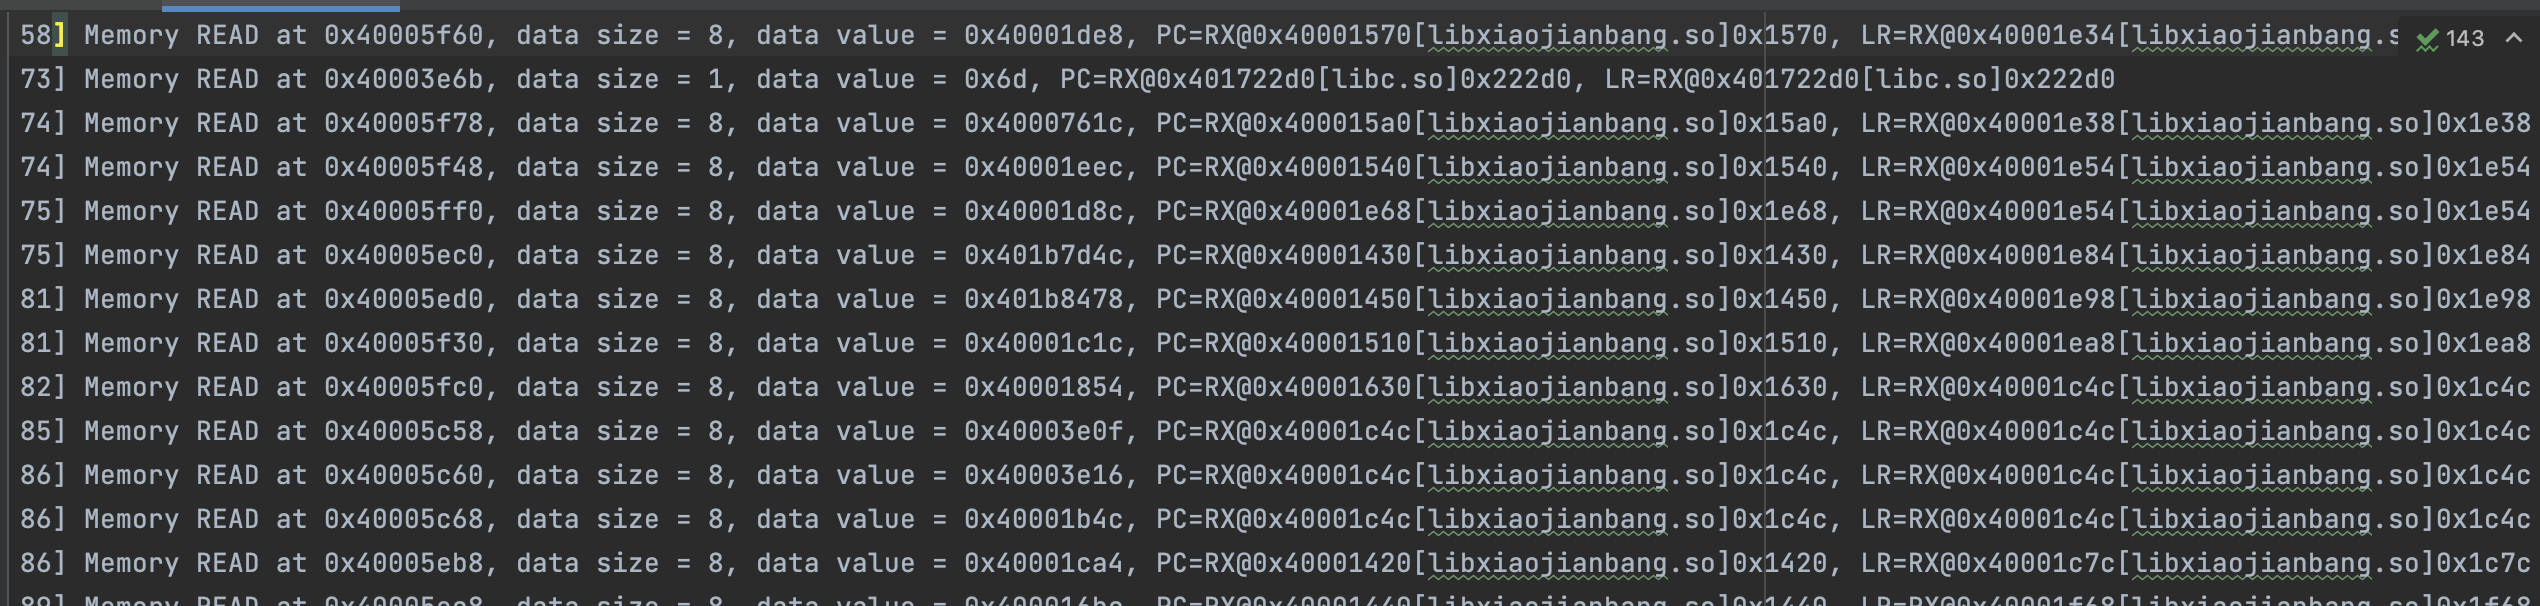 58] Memory READ at 0x40005f60, data size = 8, data value = 0x40001de8, PC=RX@0x40001570[libxiaojianbang.so]0x1570, LR=RX@0x40001e34[libxiaojianbang.s 143
73] Memory READ at 0x40003e6b, data size = 1, data value = 0x6d, PC=RX@0x401722d0[libc.so]0x222d0, LR=RX@0x401722d0[libc.so]0x222d0
74] Memory READ at 0x40005f78, data size = 8, data value = 0x4000761c, PC=RX@0x400015a0[libxiaojianbang.so]0x15a0, LR=RX@0x40001e38[libxiaojianbang.so]0x1e38
74] Memory READ at 0x40005f48, data size = 8, data value = 0x40001eec, PC=RX@0x40001540[libxiaojianbang.so]0x1540, LR=RX@0x40001e54[libxiaojianbang.so]0x1e54
75] Memory READ at 0x40005ff0, data size = 8, data value = 0x40001d8c, PC=RX@0x40001e68[libxiaojianbang.so]0x1e68, LR=RX@0x40001e54[libxiaojianbang.so]0x1e54
75] Memory READ at 0x40005ec0, data size = 8, data value = 0x401b7d4c, PC=RX@0x40001430[libxiaojianbang.so]0x1430, LR=RX@0x40001e84[libxiaojianbang.so]0x1e84
81] Memory READ at 0x40005ed0, data size = 8, data value = 0x401b8478, PC=RX@0x40001450[libxiaojianbang.so]0x1450, LR=RX@0x40001e98[libxiaojianbang.so]0x1e98
81] Memory READ at 0x40005f30, data size = 8, data value = 0x40001c1c, PC=RX@0x40001510[libxiaojianbang.so]0x1510, LR=RX@0x40001ea8[libxiaojianbang.so]0x1ea8
82] Memory READ at 0x40005fc0, data size = 8, data value = 0x40001854, PC=RX@0x40001630[libxiaojianbang.so]0x1630, LR=RX@0x40001c4c[libxiaojianbang.so]0x1c4c
85] Memory READ at 0x40005c58, data size = 8, data value = 0x40003e0f, PC=RX@0x40001c4c[libxiaojianbang.so]0x1c4c, LR=RX@0x40001c4c[libxiaojianbang.so]0x1c4c
86] Memory READ at 0x40005c60, data size = 8, data value = 0x40003e16, PC=RX@0x40001c4c[libxiaojianbang.so]0x1c4c, LR=RX@0x40001c4c[libxiaojianbang.so]0x1c4c
86] Memory READ at 0x40005c68, data size = 8, data value = 0x40001b4c, PC=RX@0x40001c4c[libxiaojianbang.so]0x1c4c, LR=RX@0x40001c4c[libxiaojianbang.so]0x1c4c
86] Memory READ at 0x40005eb8, data size = 8, data value = 0x40001ca4, PC=RX@0x40001420[libxiaojianbang.so]0x1420, LR=RX@0x40001c7c[libxiaojianbang.so]0x1c7c
Memory READ at data size = 8, data value =